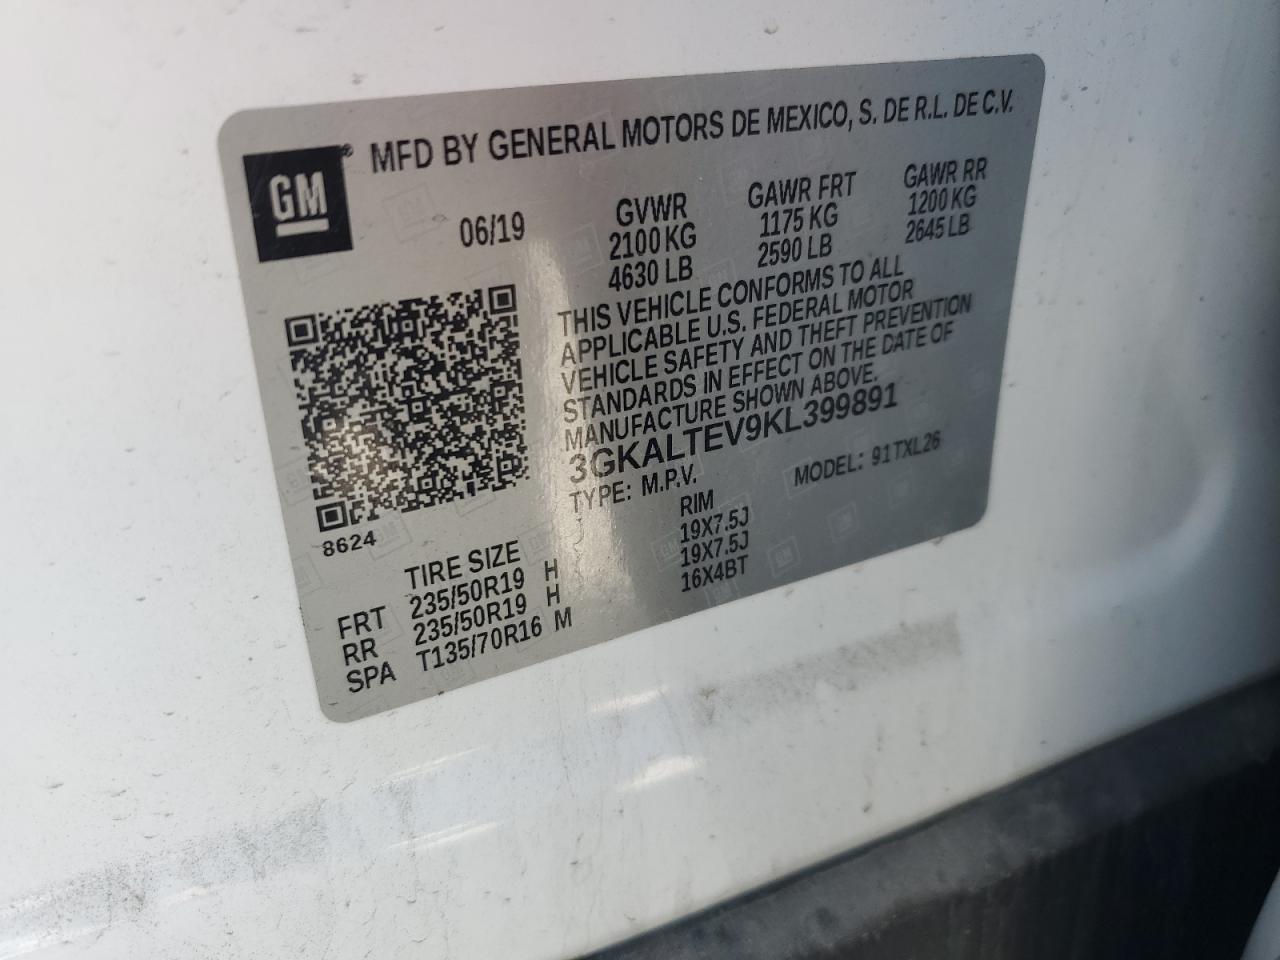 GM
MFD BY GENERAL MOTORS DE MEXICO, S. DE R.L. DE C.V.
06/19
GVWR
2100 KG
4630 LB
GAWR FRT
1175 KG
2590 LB
GAWR RR
1200 KG
2645 LB
THIS VEHICLE CONFORMS TO ALL
APPLICABLE U.S. FEDERAL MOTOR
VEHICLE SAFETY AND THEFT PREVENTION
STANDARDS IN EFFECT ON THE DATE OF
MANUFACTURE SHOWN ABOVE.
3GKALTEV9KL399891
TYPE: M.P.V. MODEL: 91TXL26
8624
TIRE SIZE RIM
FRT 235/50R19 H 19X7.5J
RR 235/50R19 H 19X7.5J
SPA T135/70R16 M 16X4BT